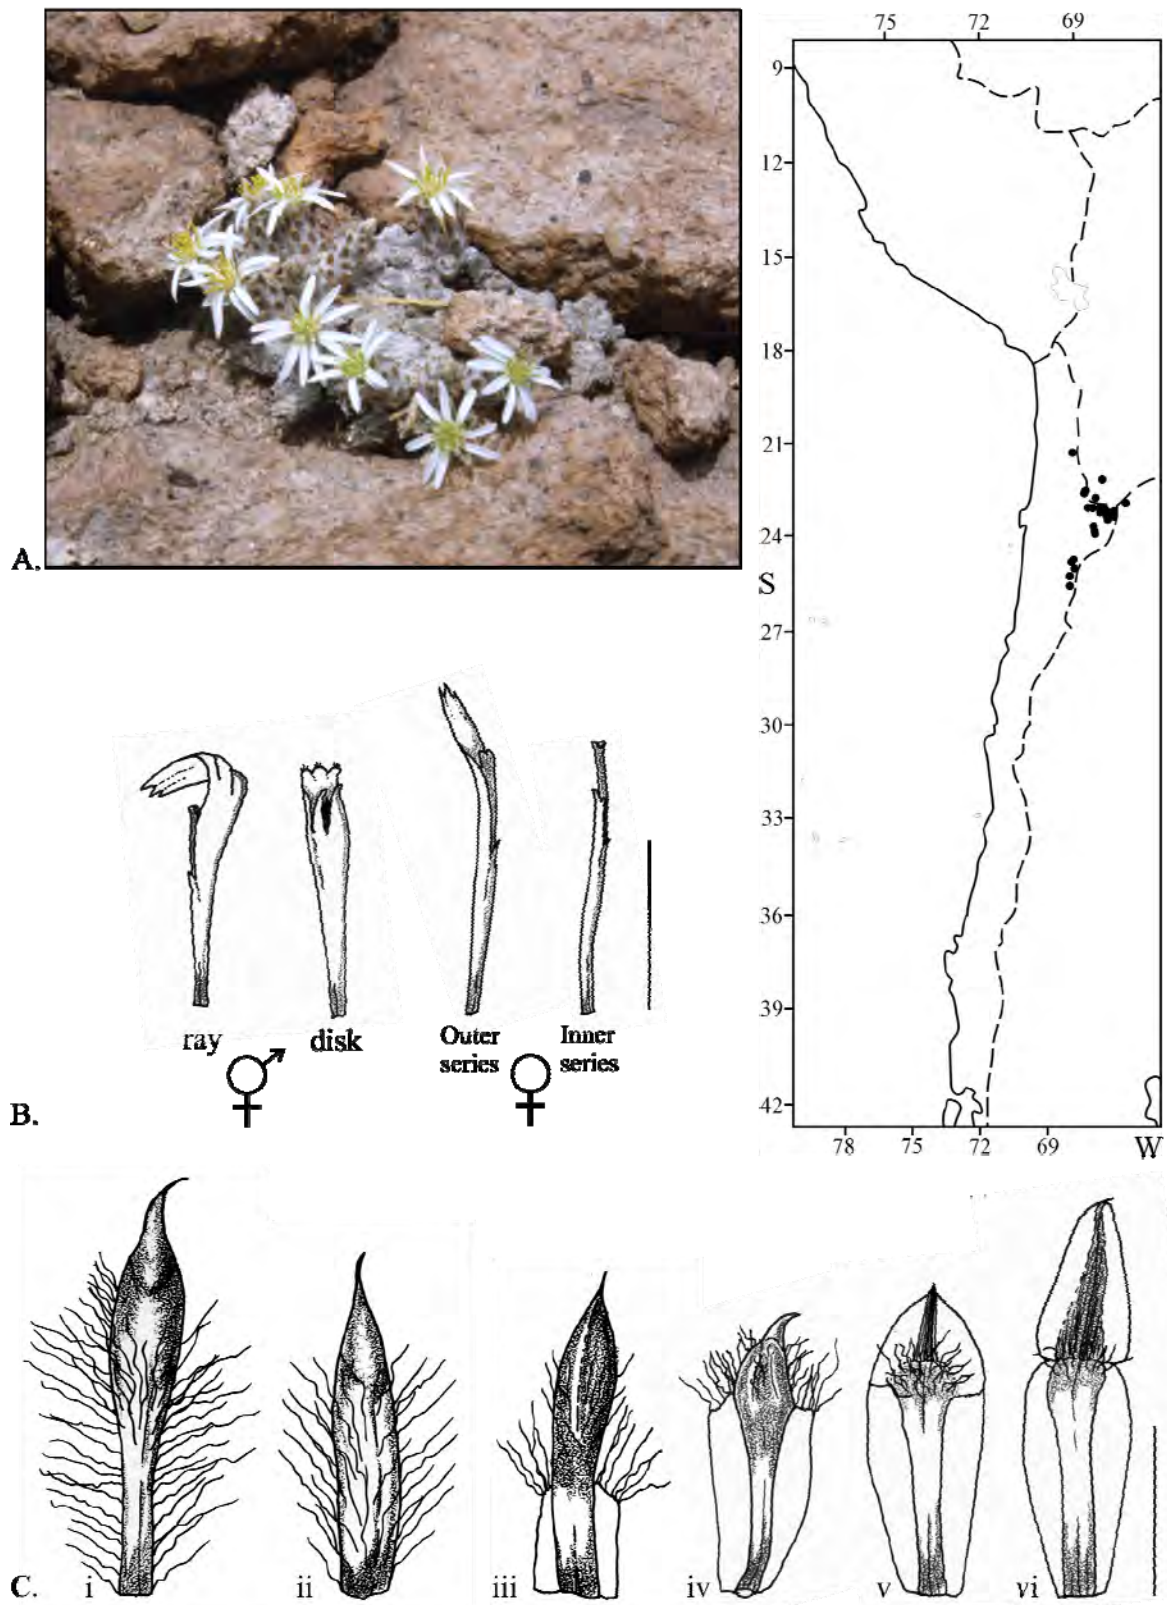 75 72 69
9
12
15
18
21
24
S
27
30
33
36
39
42
78 75 72 69 W
A.
ray disk Outer series Inner series
♂ ♀
B.
i ii iii iv v vi
C.